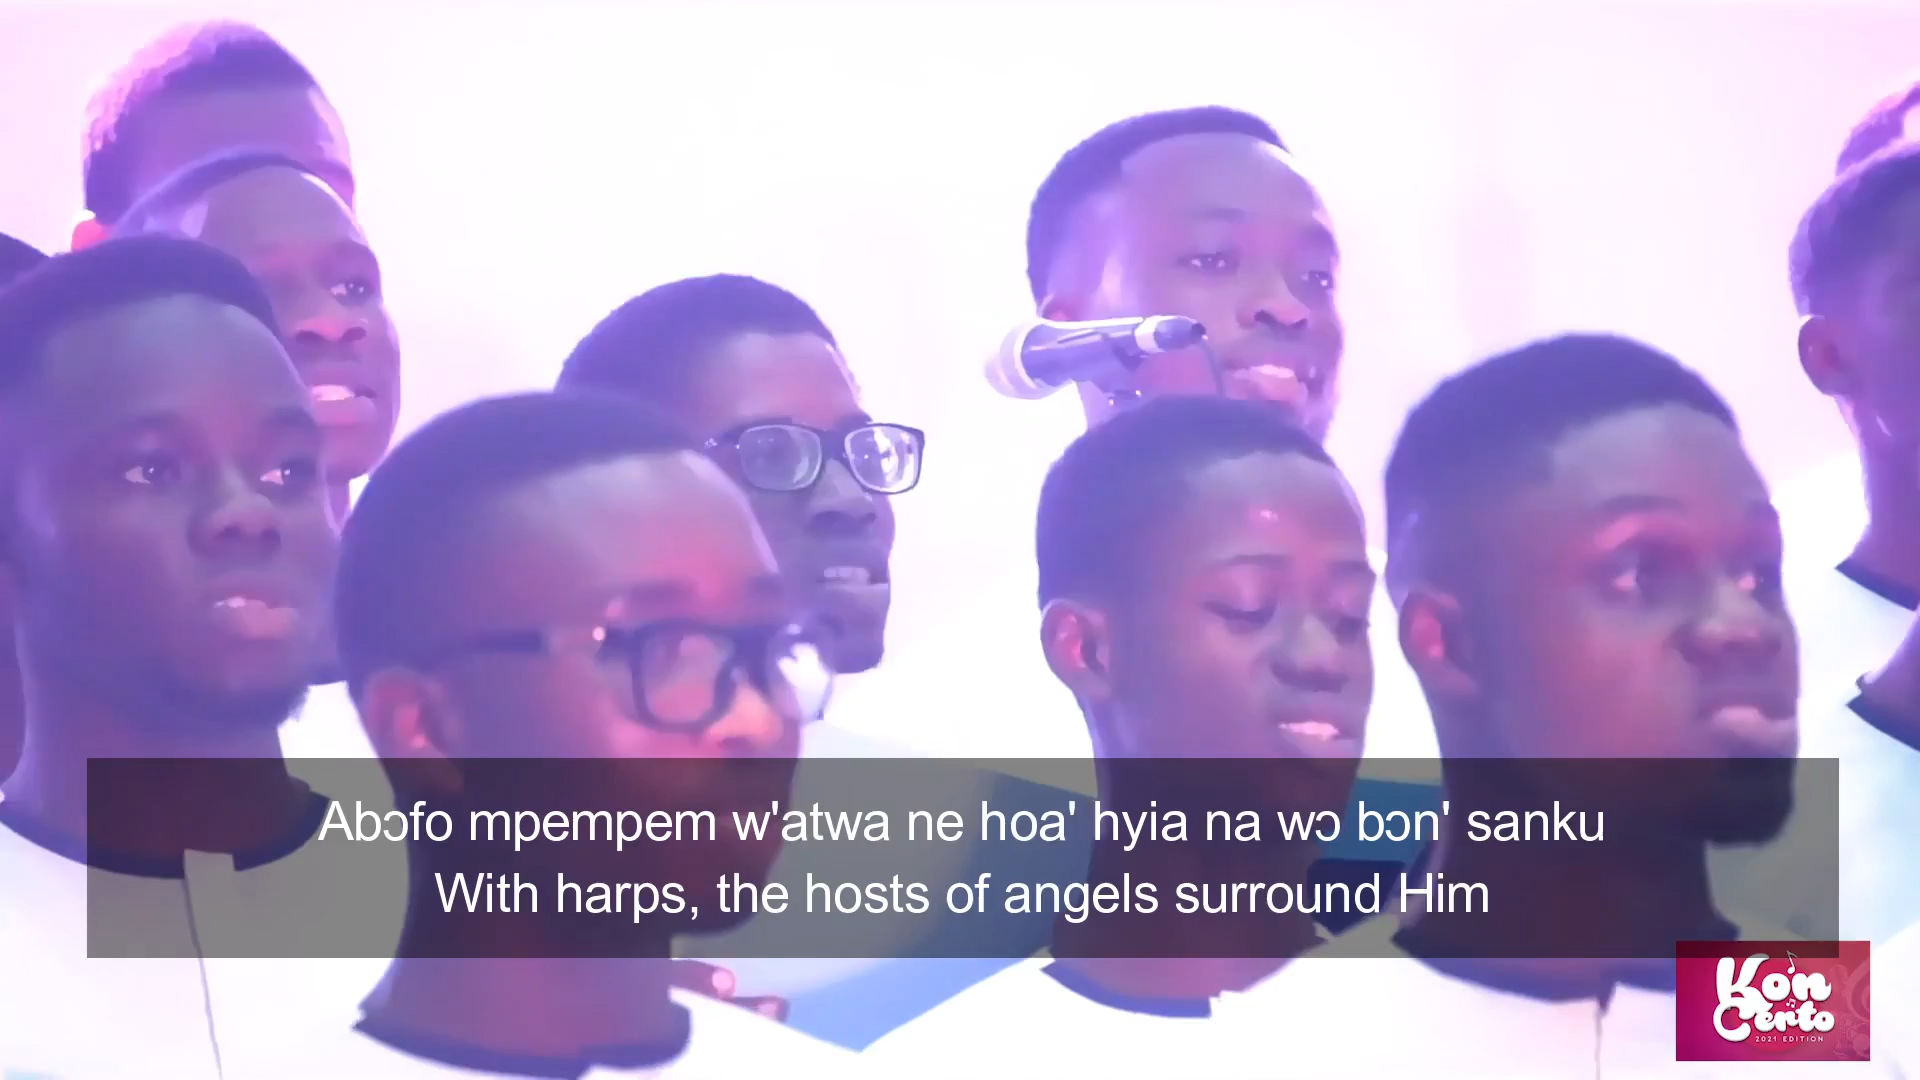 Abɔfo mpempem w'atwa ne hoa' hyia na wɔ bɔn' sanku
With harps, the hosts of angels surround Him
Kon
Certo
2021 EDITION